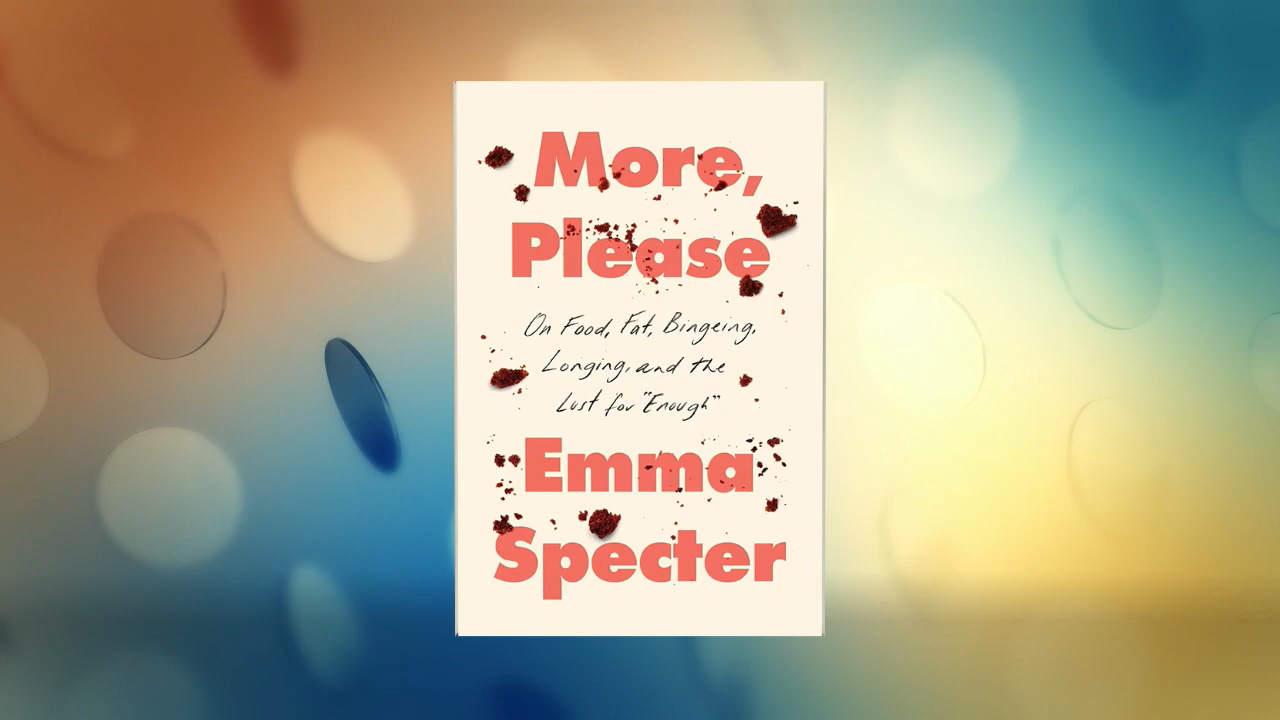 More,
Please
On Food, Fat, Bingeing,
Longing, and the
Lust for "Enough"
Emma
Specter